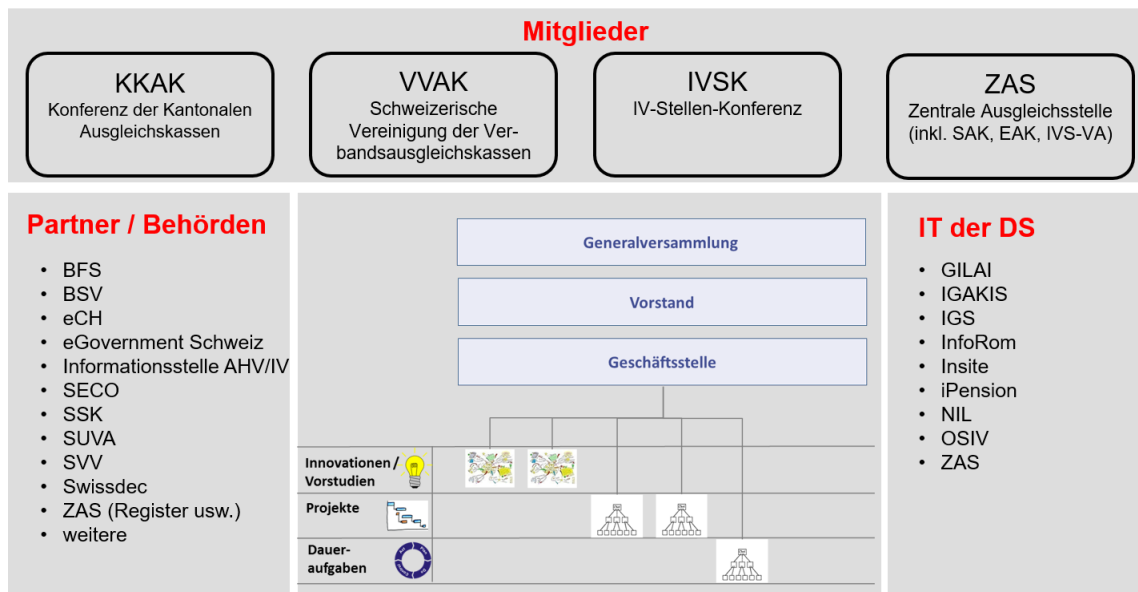 Mitglieder
KKAK
Konferenz der Kantonalen
Ausgleichskassen
VVAK
Schweizerische
Vereinigung der Ver-
bandsausgleichskassen
IVSK
IV-Stellen-Konferenz
ZAS
Zentrale Ausgleichsstelle
(inkl. SAK, EAK, IVS-VA)
Partner / Behörden
• BFS
• BSV
• eCH
• eGovernment Schweiz
• Informationsstelle AHV/IV
• SECO
• SSK
• SUVA
• SVV
• Swissdec
• ZAS (Register usw.)
• weitere
Generalversammlung
Vorstand
Geschäftsstelle
Innovationen /
Vorstudien
Projekte
Dauer-
aufgaben
IT der DS
• GILAI
• IGAKIS
• IGS
• InfoRom
• Insite
• iPension
• NIL
• OSIV
• ZAS